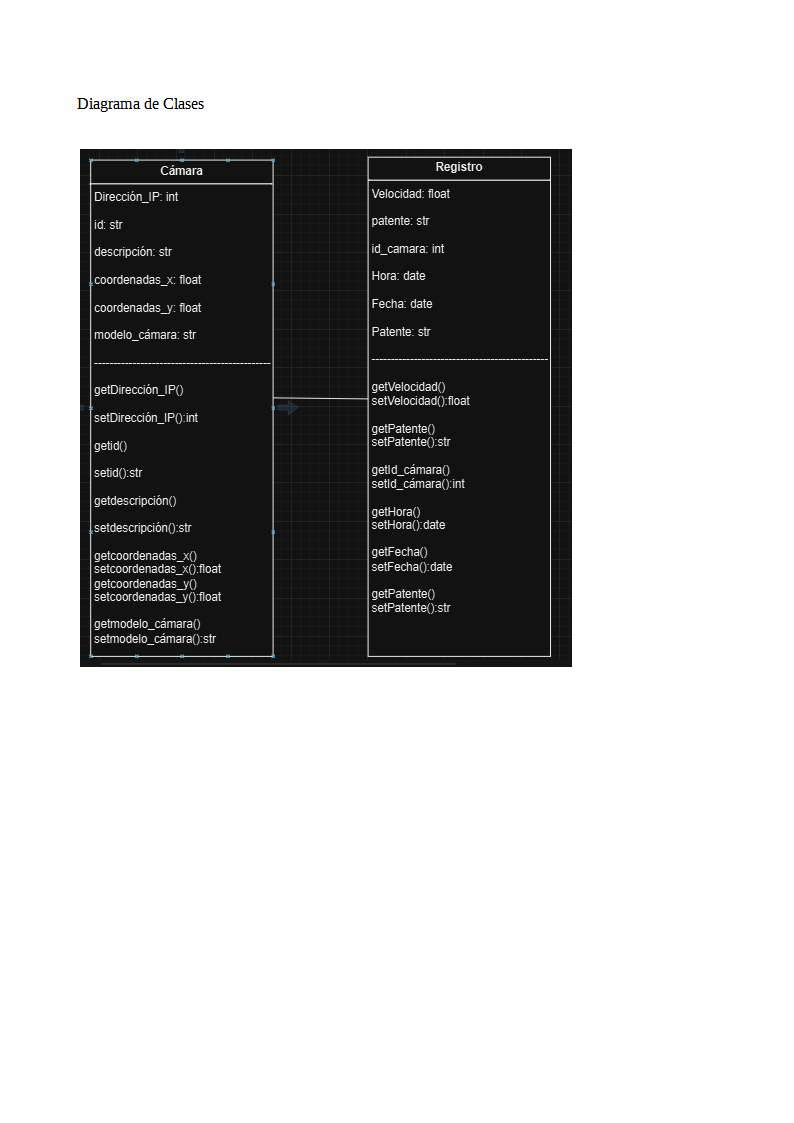 Diagrama de Clases
Cámara
Dirección_IP: int
id: str
descripción: str
coordenadas_x: float
coordenadas_y: float
modelo_cámara: str
----------------------------------------------
getDirección_IP()
setDirección_IP():int
getid()
setid():str
getdescripción()
setdescripción():str
getcoordenadas_x()
setcoordenadas_x():float
getcoordenadas_y()
setcoordenadas_y():float
getmodelo_cámara()
setmodelo_cámara():str
Registro
Velocidad: float
patente: str
id_camara: int
Hora: date
Fecha: date
Patente: str
----------------------------------------------
getVelocidad()
setVelocidad():float
getPatente()
setPatente():str
getId_cámara()
setId_cámara():int
getHora()
setHora():date
getFecha()
setFecha():date
getPatente()
setPatente():str